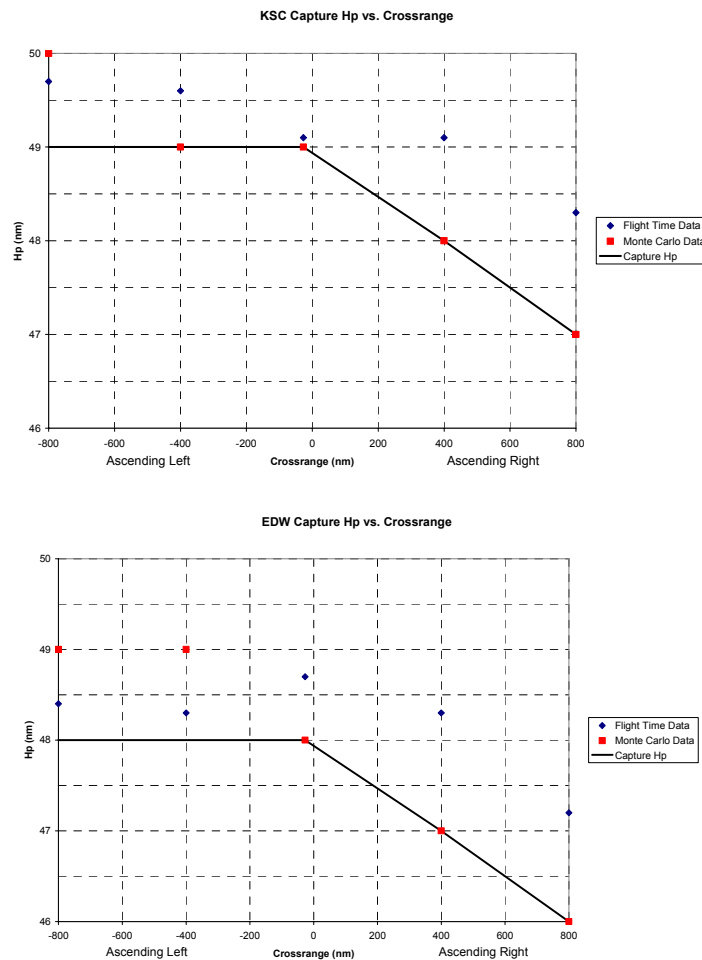 KSC Capture Hp vs. Crossrange
50
49
48
47
46
Hp (nm)
-800 -600 -400 -200 0 200 400 600 800
Ascending Left Crossrange (nm) Ascending Right
Flight Time Data
Monte Carlo Data
Capture Hp
EDW Capture Hp vs. Crossrange
50
49
48
47
46
Hp (nm)
-800 -600 -400 -200 0 200 400 600 800
Ascending Left Crossrange (nm) Ascending Right
Flight Time Data
Monte Carlo Data
Capture Hp